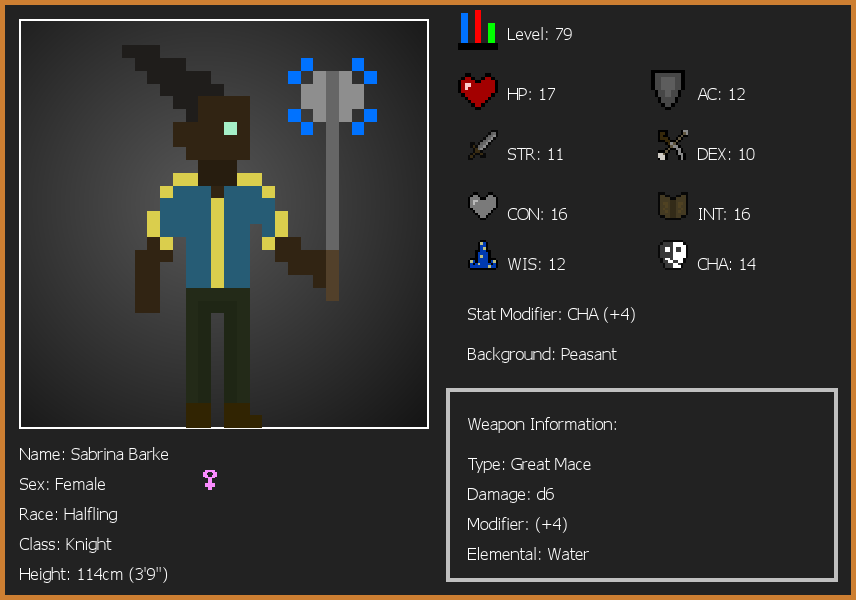 Level: 79
HP: 17
AC: 12
STR: 11
DEX: 10
CON: 16
INT: 16
WIS: 12
CHA: 14
Stat Modifier: CHA (+4)
Background: Peasant
Weapon Information:
Type: Great Mace
Damage: d6
Modifier: (+4)
Elemental: Water
Name: Sabrina Barke
Sex: Female
Race: Halfling
Class: Knight
Height: 114cm (3'9")